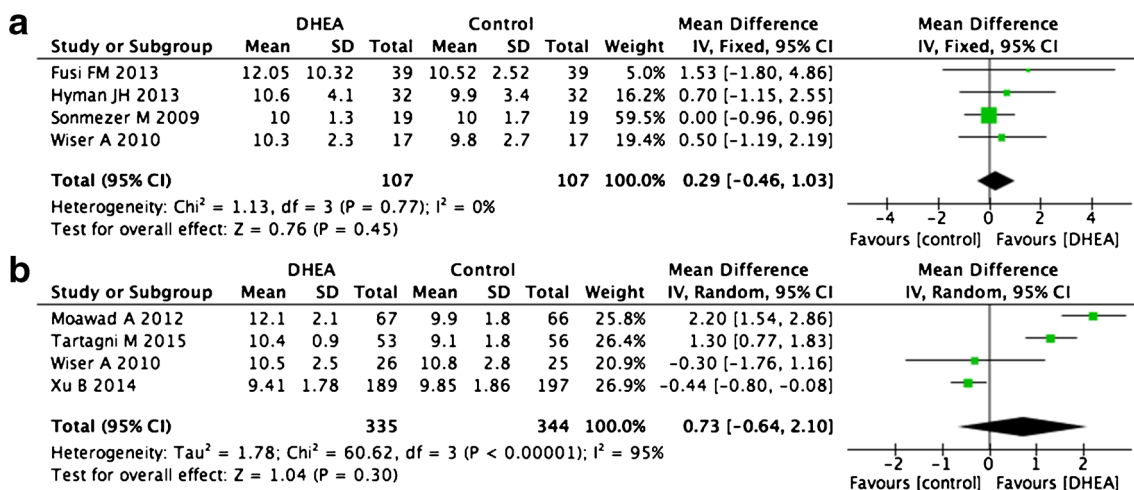 a DHEA Control Mean Difference Mean Difference
Study or Subgroup Mean SD Total Mean SD Total Weight IV, Fixed, 95% CI IV, Fixed, 95% CI
Fusi FM 2013 12.05 10.32 39 10.52 2.52 39 5.0% 1.53 [-1.80, 4.86]
Hyman JH 2013 10.6 4.1 32 9.9 3.4 32 16.2% 0.70 [-1.15, 2.55]
Sonmezer M 2009 10 1.3 19 10 1.7 19 59.5% 0.00 [-0.96, 0.96]
Wiser A 2010 10.3 2.3 17 9.8 2.7 17 19.4% 0.50 [-1.19, 2.19]
Total (95% CI) 107 107 100.0% 0.29 [-0.46, 1.03]
Heterogeneity: Chi² = 1.13, df = 3 (P = 0.77); I² = 0%
Test for overall effect: Z = 0.76 (P = 0.45)
-4 -2 0 2 4
Favours [control] Favours [DHEA]
b DHEA Control Mean Difference Mean Difference
Study or Subgroup Mean SD Total Mean SD Total Weight IV, Random, 95% CI IV, Random, 95% CI
Moawad A 2012 12.1 2.1 67 9.9 1.8 66 25.8% 2.20 [1.54, 2.86]
Tartagni M 2015 10.4 0.9 53 9.1 1.8 56 26.4% 1.30 [0.77, 1.83]
Wiser A 2010 10.5 2.5 26 10.8 2.8 25 20.9% -0.30 [-1.76, 1.16]
Xu B 2014 9.41 1.78 189 9.85 1.86 197 26.9% -0.44 [-0.80, -0.08]
Total (95% CI) 335 344 100.0% 0.73 [-0.64, 2.10]
Heterogeneity: Tau² = 1.78; Chi² = 60.62, df = 3 (P < 0.00001); I² = 95%
Test for overall effect: Z = 1.04 (P = 0.30)
-2 -1 0 1 2
Favours [control] Favours [DHEA]